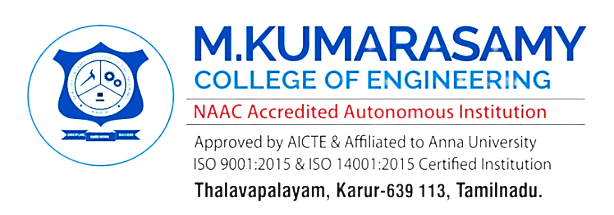 M.KUMARASAMY
COLLEGE OF ENGINEERING
NAAC Accredited Autonomous Institution
Approved by AICTE & Affiliated to Anna University
ISO 9001:2015 & ISO 14001:2015 Certified Institution
Thalavapalayam, Karur-639 113, Tamilnadu.